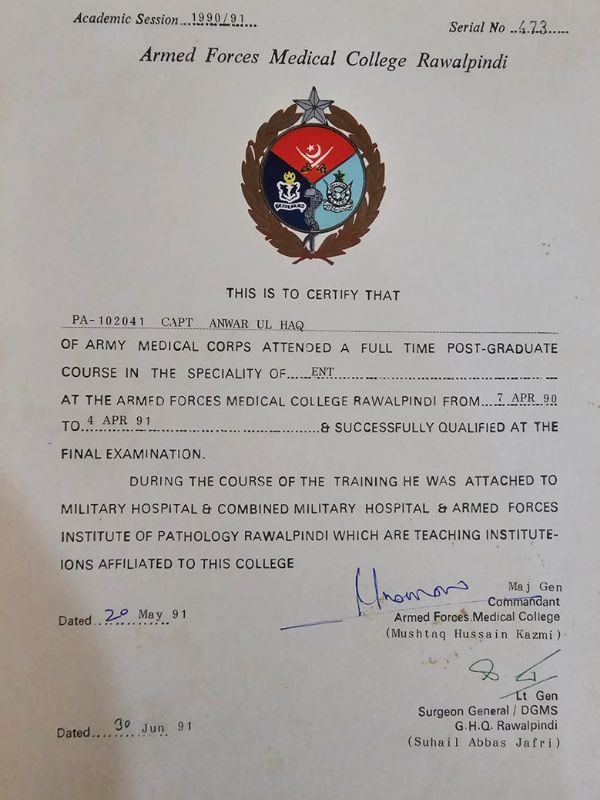 Academic Session...1990/91...
Serial No ..473.....
Armed Forces Medical College Rawalpindi
THIS IS TO CERTIFY THAT
PA-102041 CAPT ANWAR UL HAQ
OF ARMY MEDICAL CORPS ATTENDED A FULL TIME POST-GRADUATE
COURSE IN THE SPECIALITY OF....ENT....................................
AT THE ARMED FORCES MEDICAL COLLEGE RAWALPINDI FROM...7 APR 90
TO..4 APR 91.......................................& SUCCESSFULLY QUALIFIED AT THE
FINAL EXAMINATION.
DURING THE COURSE OF THE TRAINING HE WAS ATTACHED TO
MILITARY HOSPITAL & COMBINED MILITARY HOSPITAL & ARMED FORCES
INSTITUTE OF PATHOLOGY RAWALPINDI WHICH ARE TEACHING INSTITUTE-
IONS AFFILIATED TO THIS COLLEGE
Maj Gen
Commandant
Dated...20 May 91
Armed Forces Medical College
(Mushtaq Hussain Kazmi)
Lt Gen
Surgeon General / DGMS
G.H.Q. Rawalpindi
Dated....30 Jun 91
(Suhail Abbas Jafri)